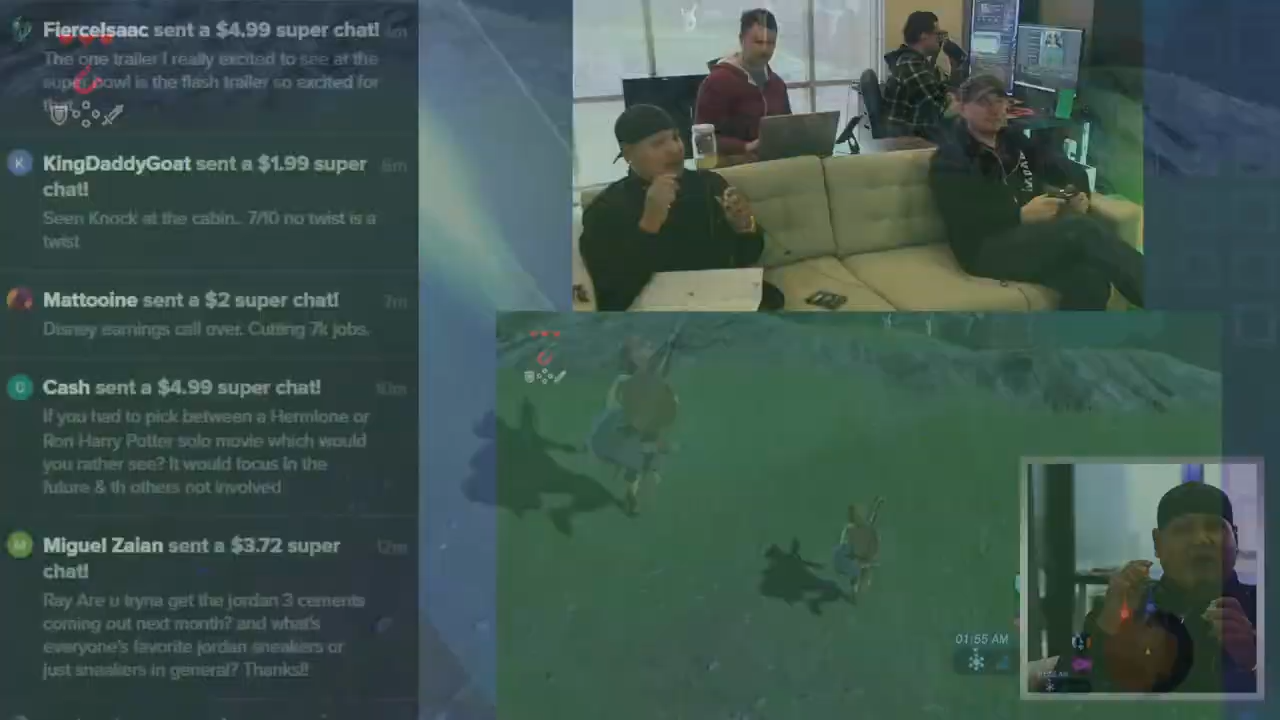 FierceIsaac sent a $4.99 super chat! 4m
The one trailer I really excited to see at the
super bowl is the flash trailer so excited for
that
KingDaddyGoat sent a $1.99 super 5m
chat!
Seen Knock at the cabin.. 7/10 no twist is a
twist
Mattooine sent a $2 super chat! 7m
Disney earnings call over. Cutting 7k jobs.
Cash sent a $4.99 super chat! 10m
If you had to pick between a Hermione or
Ron Harry Potter solo movie which would
you rather see? It would focus in the
future & th others not involved
Miguel Zaian sent a $3.72 super 12m
chat!
Ray Are u tryna get the jordan 3 cements
coming out next month? and what's
everyone's favorite jordan sneakers or
just sneakers in general? Thanks!!
01:55 AM